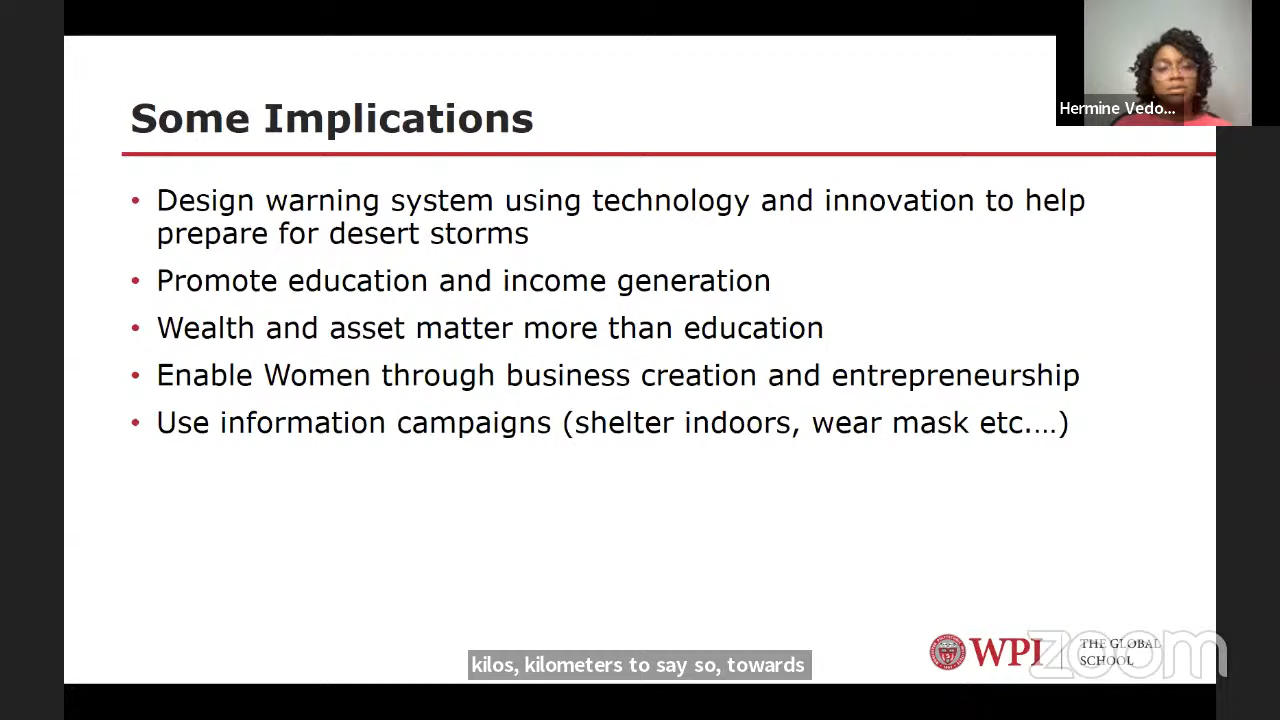 Hermine Vedo...
Some Implications
• Design warning system using technology and innovation to help
prepare for desert storms
• Promote education and income generation
• Wealth and asset matter more than education
• Enable Women through business creation and entrepreneurship
• Use information campaigns (shelter indoors, wear mask etc.…)
WPI
THE GLOBAL
SCHOOL
zoom
kilos, kilometers to say so, towards